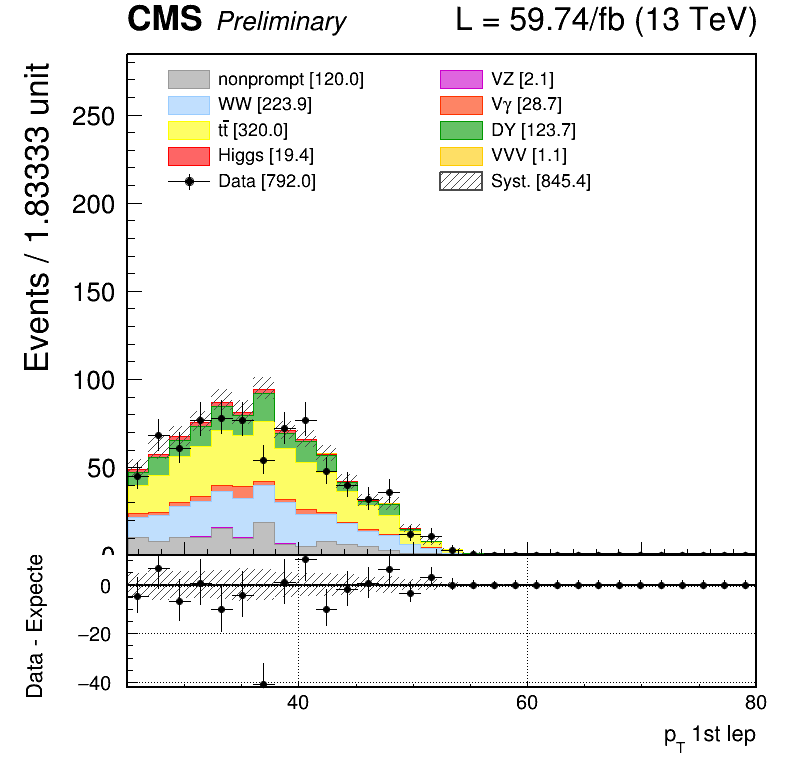 CMS Preliminary L = 59.74/fb (13 TeV)
nonprompt [120.0] VZ [2.1]
WW [223.9] Vγ [28.7]
tt̄ [320.0] DY [123.7]
Higgs [19.4] VVV [1.1]
Data [792.0] Syst. [845.4]
Events / 1.83333 unit
250
200
150
100
50
0
Data - Expecte
0
−20
−40
40 60 80
p_T 1st lep